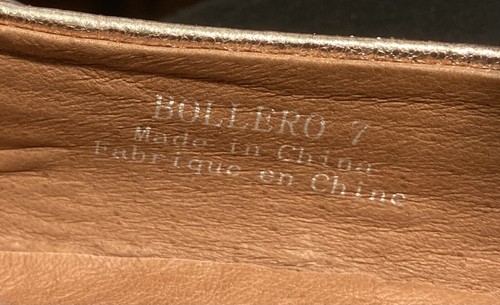 BOLLERO 7
Made in China
Fabrique en Chine